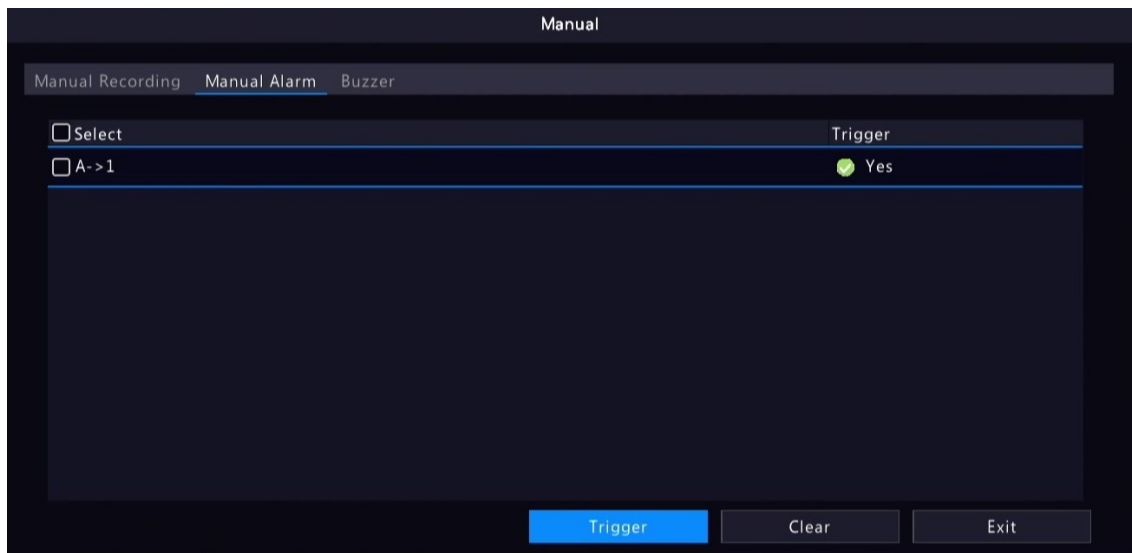 Manual
Manual Recording Manual Alarm Buzzer
Select Trigger
A->1 Yes
Trigger Clear Exit